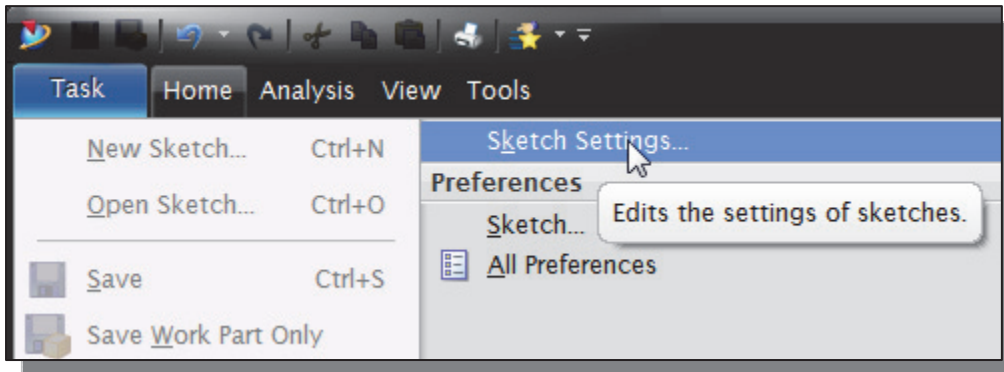 Task Home Analysis View Tools
New Sketch... Ctrl+N
Open Sketch... Ctrl+O
Save Ctrl+S
Save Work Part Only
Sketch Settings...
Preferences
Sketch...
All Preferences
Edits the settings of sketches.